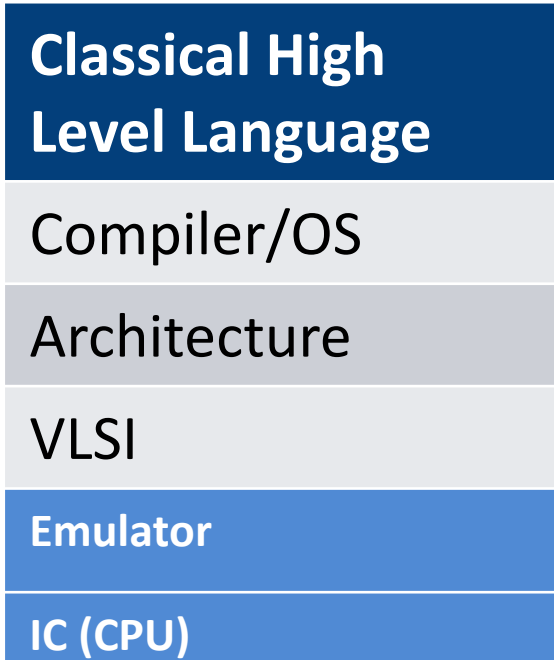 Classical High
Level Language
Compiler/OS
Architecture
VLSI
Emulator
IC (CPU)